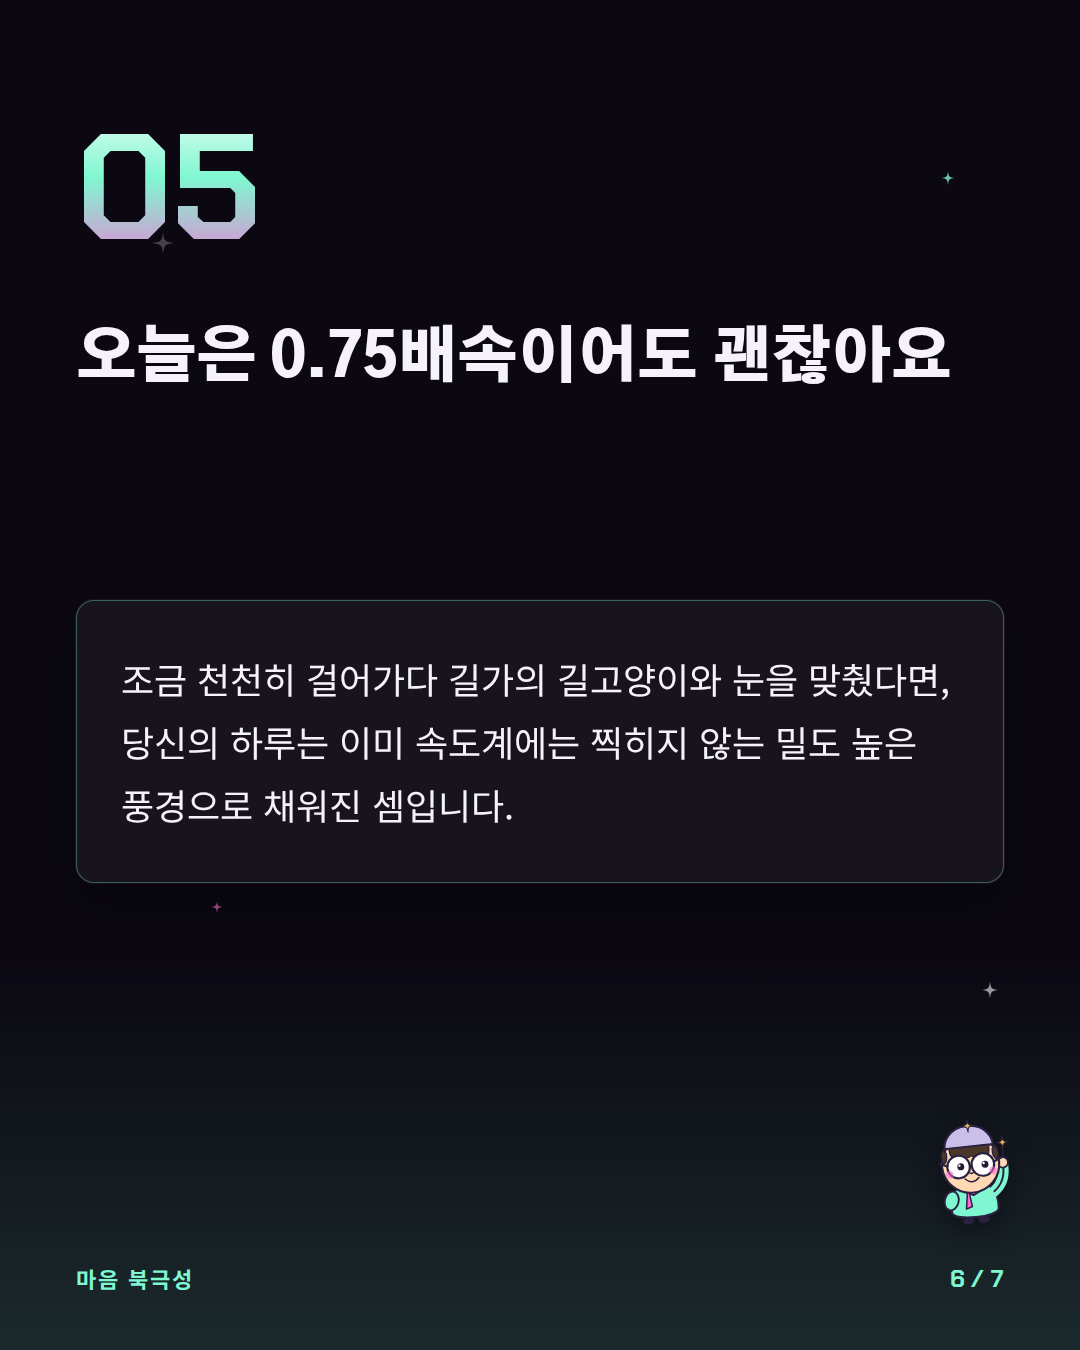 05
오늘은 0.75배속이어도 괜찮아요
조금 천천히 걸어가다 길가의 길고양이와 눈을 맞췄다면,
당신의 하루는 이미 속도계에는 찍히지 않는 밀도 높은
풍경으로 채워진 셈입니다.
마음 북극성
6 / 7